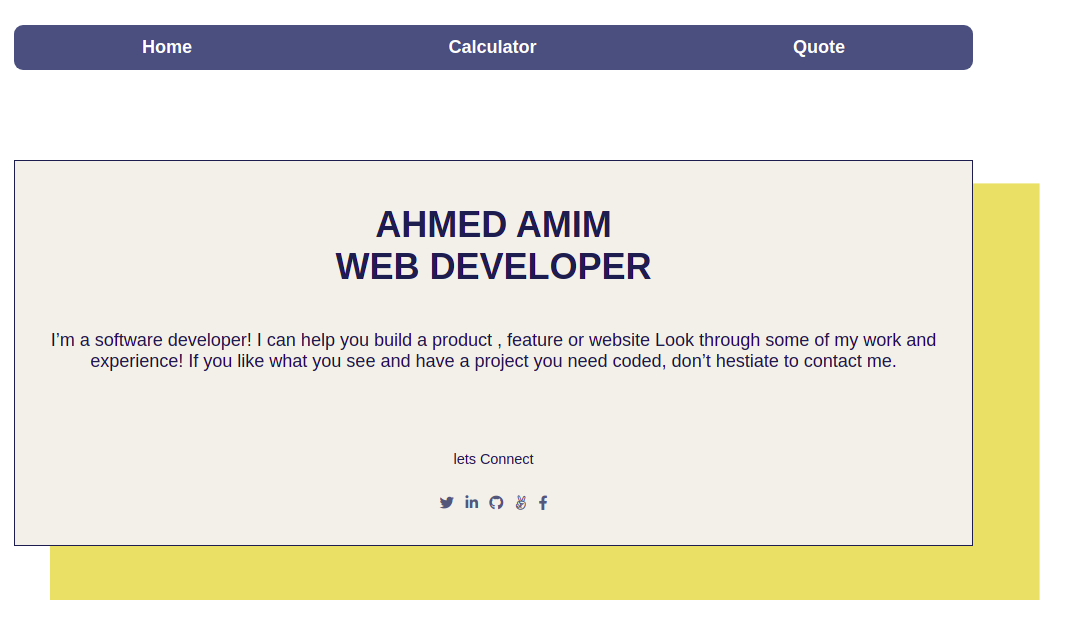 Home Calculator Quote
AHMED AMIM
WEB DEVELOPER
I’m a software developer! I can help you build a product , feature or website Look through some of my work and
experience! If you like what you see and have a project you need coded, don’t hestiate to contact me.
lets Connect